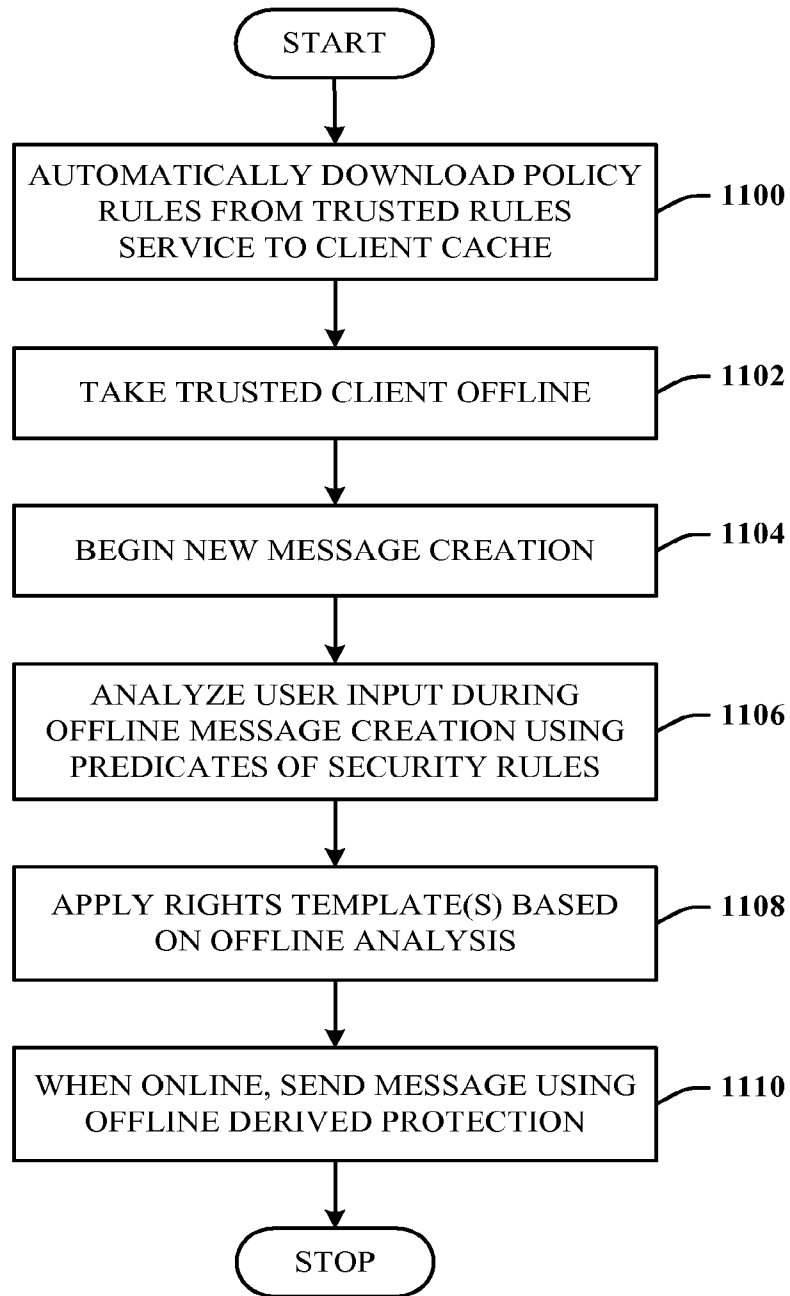 START
AUTOMATICALLY DOWNLOAD POLICY
RULES FROM TRUSTED RULES
SERVICE TO CLIENT CACHE
1100
TAKE TRUSTED CLIENT OFFLINE
1102
BEGIN NEW MESSAGE CREATION
1104
ANALYZE USER INPUT DURING
OFFLINE MESSAGE CREATION USING
PREDICATES OF SECURITY RULES
1106
APPLY RIGHTS TEMPLATE(S) BASED
ON OFFLINE ANALYSIS
1108
WHEN ONLINE, SEND MESSAGE USING
OFFLINE DERIVED PROTECTION
1110
STOP